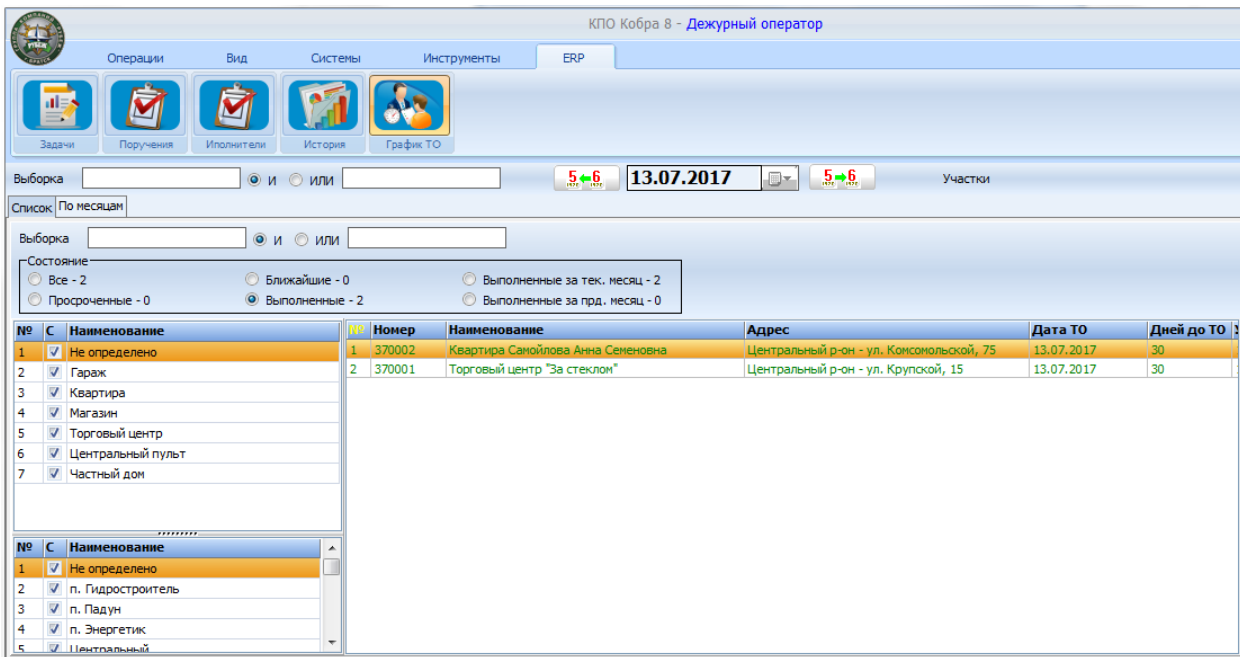 КПО Кобра 8 - Дежурный оператор
Операции Вид Системы Инструменты ERP
Задачи Поручения Иполнители История График ТО
Выборка И ИЛИ 5 6 13.07.2017 5 6 Участки
Список По месяцам
Выборка И ИЛИ
Состояние
Все - 2 Ближайшие - 0 Выполненные за тек. месяц - 2
Просроченные - 0 Выполненные - 2 Выполненные за прд. месяц - 0
№ С Наименование
1 Не определено
2 Гараж
3 Квартира
4 Магазин
5 Торговый центр
6 Центральный пульт
7 Частный дом
№ С Наименование
1 Не определено
2 п. Гидростроитель
3 п. Падун
4 п. Энергетик
5 Центральный
№ Номер Наименование Адрес Дата ТО Дней до ТО
1 370002 Квартира Самойлова Анна Семеновна Центральный р-он - ул. Комсомольской, 75 13.07.2017 30
2 370001 Торговый центр "За стеклом" Центральный р-он - ул. Крупской, 15 13.07.2017 30